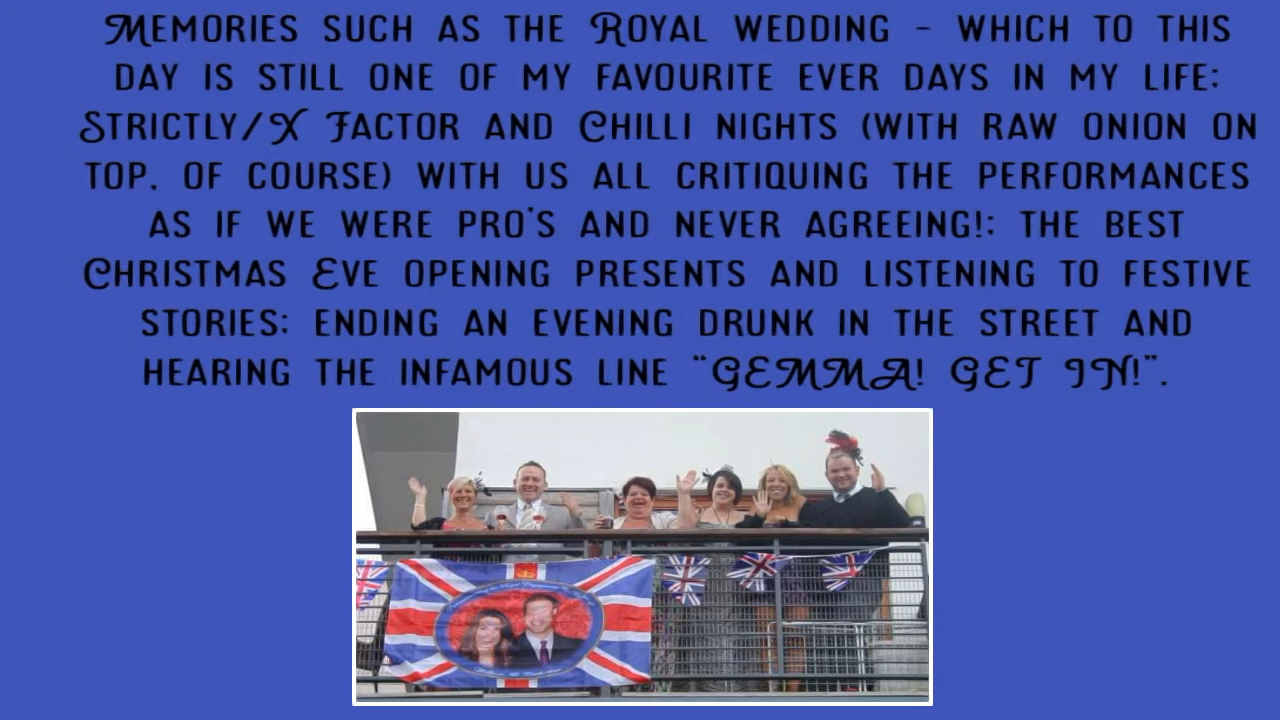 Memories such as the Royal wedding - which to this
day is still one of my favourite ever days in my life;
Strictly/X Factor and Chilli nights (with raw onion on
top, of course) with us all critiquing the performances
as if we were pro's and never agreeing!; the best
Christmas Eve opening presents and listening to festive
stories; ending an evening drunk in the street and
hearing the infamous line “GEMMA! GET IN!”.